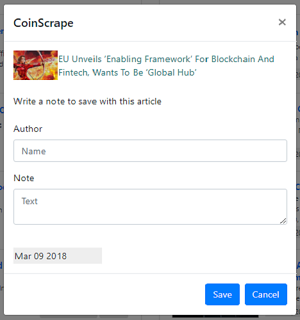 CoinScrape
×
EU Unveils 'Enabling Framework' For Blockchain And
Fintech, Wants To Be 'Global Hub'
Write a note to save with this article
Author
Name
Note
Text
Mar 09 2018
Save Cancel